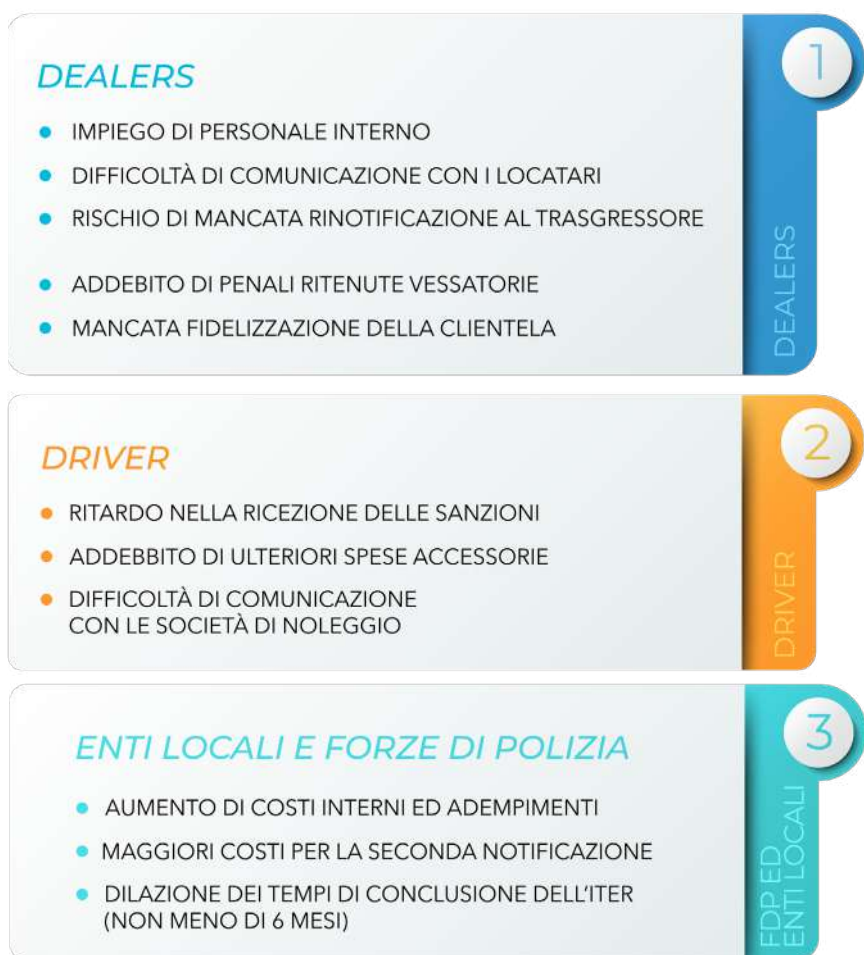 DEALERS
1
IMPIEGO DI PERSONALE INTERNO
DIFFICOLTÀ DI COMUNICAZIONE CON I LOCATARI
RISCHIO DI MANCATA RINOTIFICAZIONE AL TRASGRESSORE
ADDEBITO DI PENALI RITENUTE VESSATORIE
MANCATA FIDELIZZAZIONE DELLA CLIENTELA
DEALERS
DRIVER
2
RITARDO NELLA RICEZIONE DELLE SANZIONI
ADDEBBITO DI ULTERIORI SPESE ACCESSORIE
DIFFICOLTÀ DI COMUNICAZIONE
CON LE SOCIETÀ DI NOLEGGIO
DRIVER
ENTI LOCALI E FORZE DI POLIZIA
3
AUMENTO DI COSTI INTERNI ED ADEMPIMENTI
MAGGIORI COSTI PER LA SECONDA NOTIFICAZIONE
DILAZIONE DEI TEMPI DI CONCLUSIONE DELL'ITER
(NON MENO DI 6 MESI)
FDP ED
ENTI LOCALI